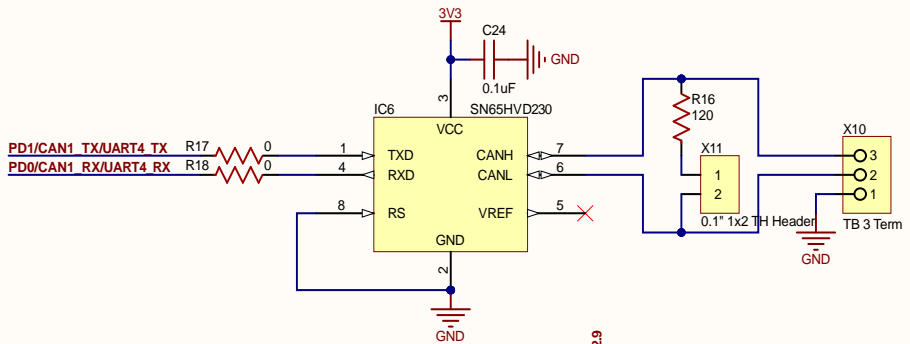 3V3
C24
GND
0.1uF
IC6
SN65HVD230
3
VCC
R16
120
PD1/CAN1_TX/UART4_TX
R17
0
1
TXD
CANH
7
X11
X10
PD0/CAN1_RX/UART4_RX
R18
0
4
RXD
CANL
6
1
2
3
2
1
8
RS
VREF
5
0.1" 1x2 TH Header
TB 3 Term
GND
2
GND
GND
2.9